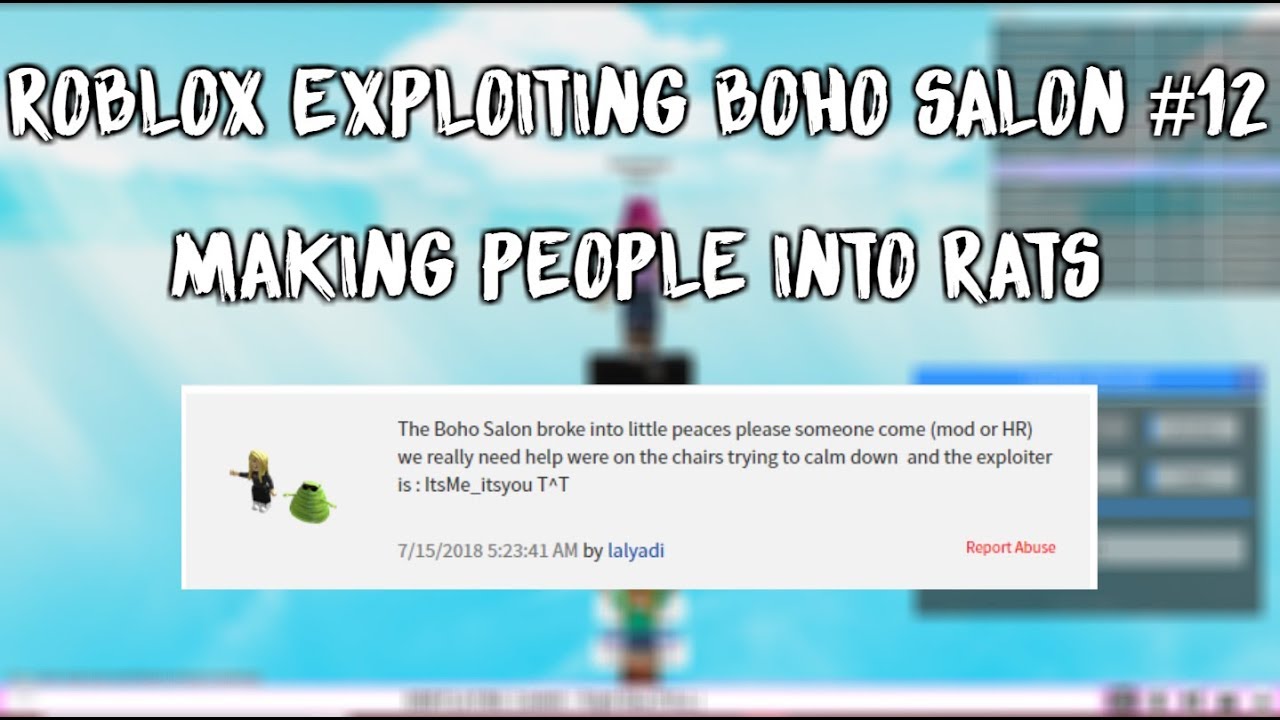 ROBLOX EXPLOITING BOHO SALON #12
MAKING PEOPLE INTO RATS
The Boho Salon broke into little peaces please someone come (mod or HR)
we really need help were on the chairs trying to calm down and the exploiter
is : ItsMe_itsyou T^T
7/15/2018 5:23:41 AM by lalyadi
Report Abuse